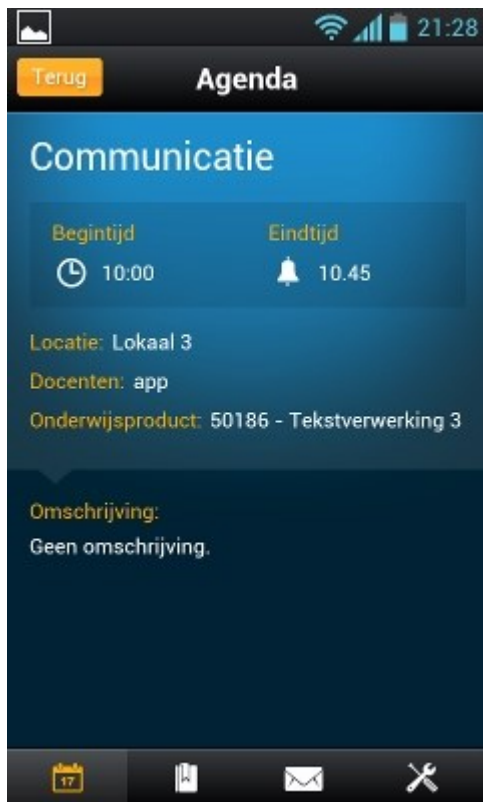 21:28
Terug
Agenda
Communicatie
Begintijd Eindtijd
10:00 10.45
Locatie: Lokaal 3
Docenten: app
Onderwijsproduct: 50186 - Tekstverwerking 3
Omschrijving:
Geen omschrijving.
17